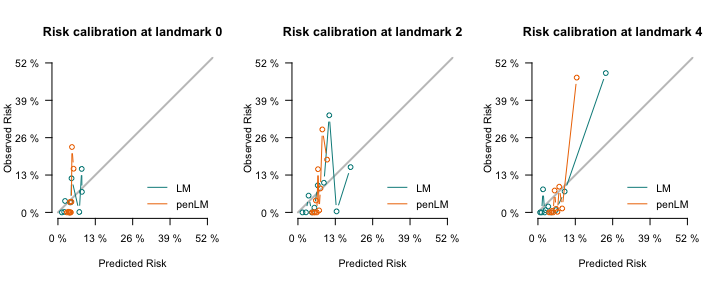 Risk calibration at landmark 0
Observed Risk
52 %
39 %
26 %
13 %
0 %
LM
penLM
0 % 13 % 26 % 39 % 52 %
Predicted Risk
Risk calibration at landmark 2
Observed Risk
52 %
39 %
26 %
13 %
0 %
LM
penLM
0 % 13 % 26 % 39 % 52 %
Predicted Risk
Risk calibration at landmark 4
Observed Risk
52 %
39 %
26 %
13 %
0 %
LM
penLM
0 % 13 % 26 % 39 % 52 %
Predicted Risk